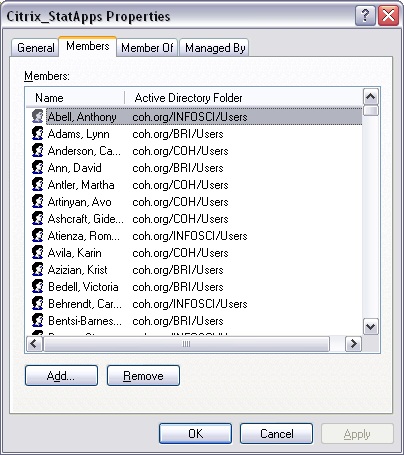 Citrix_StatApps Properties
General Members Member Of Managed By
Members:
Name Active Directory Folder
Abell, Anthony coh.org/INFOSCI/Users
Adams, Lynn coh.org/BRI/Users
Anderson, Ca... coh.org/COH/Users
Ann, David coh.org/BRI/Users
Antler, Martha coh.org/COH/Users
Artinyan, Avo coh.org/COH/Users
Ashcraft, Gide... coh.org/COH/Users
Atienza, Rom... coh.org/INFOSCI/Users
Avila, Karin coh.org/COH/Users
Azizian, Krist coh.org/BRI/Users
Bedell, Victoria coh.org/BRI/Users
Behrendt, Car... coh.org/INFOSCI/Users
Bentsi-Barnes... coh.org/BRI/Users
Add... Remove
OK Cancel Apply